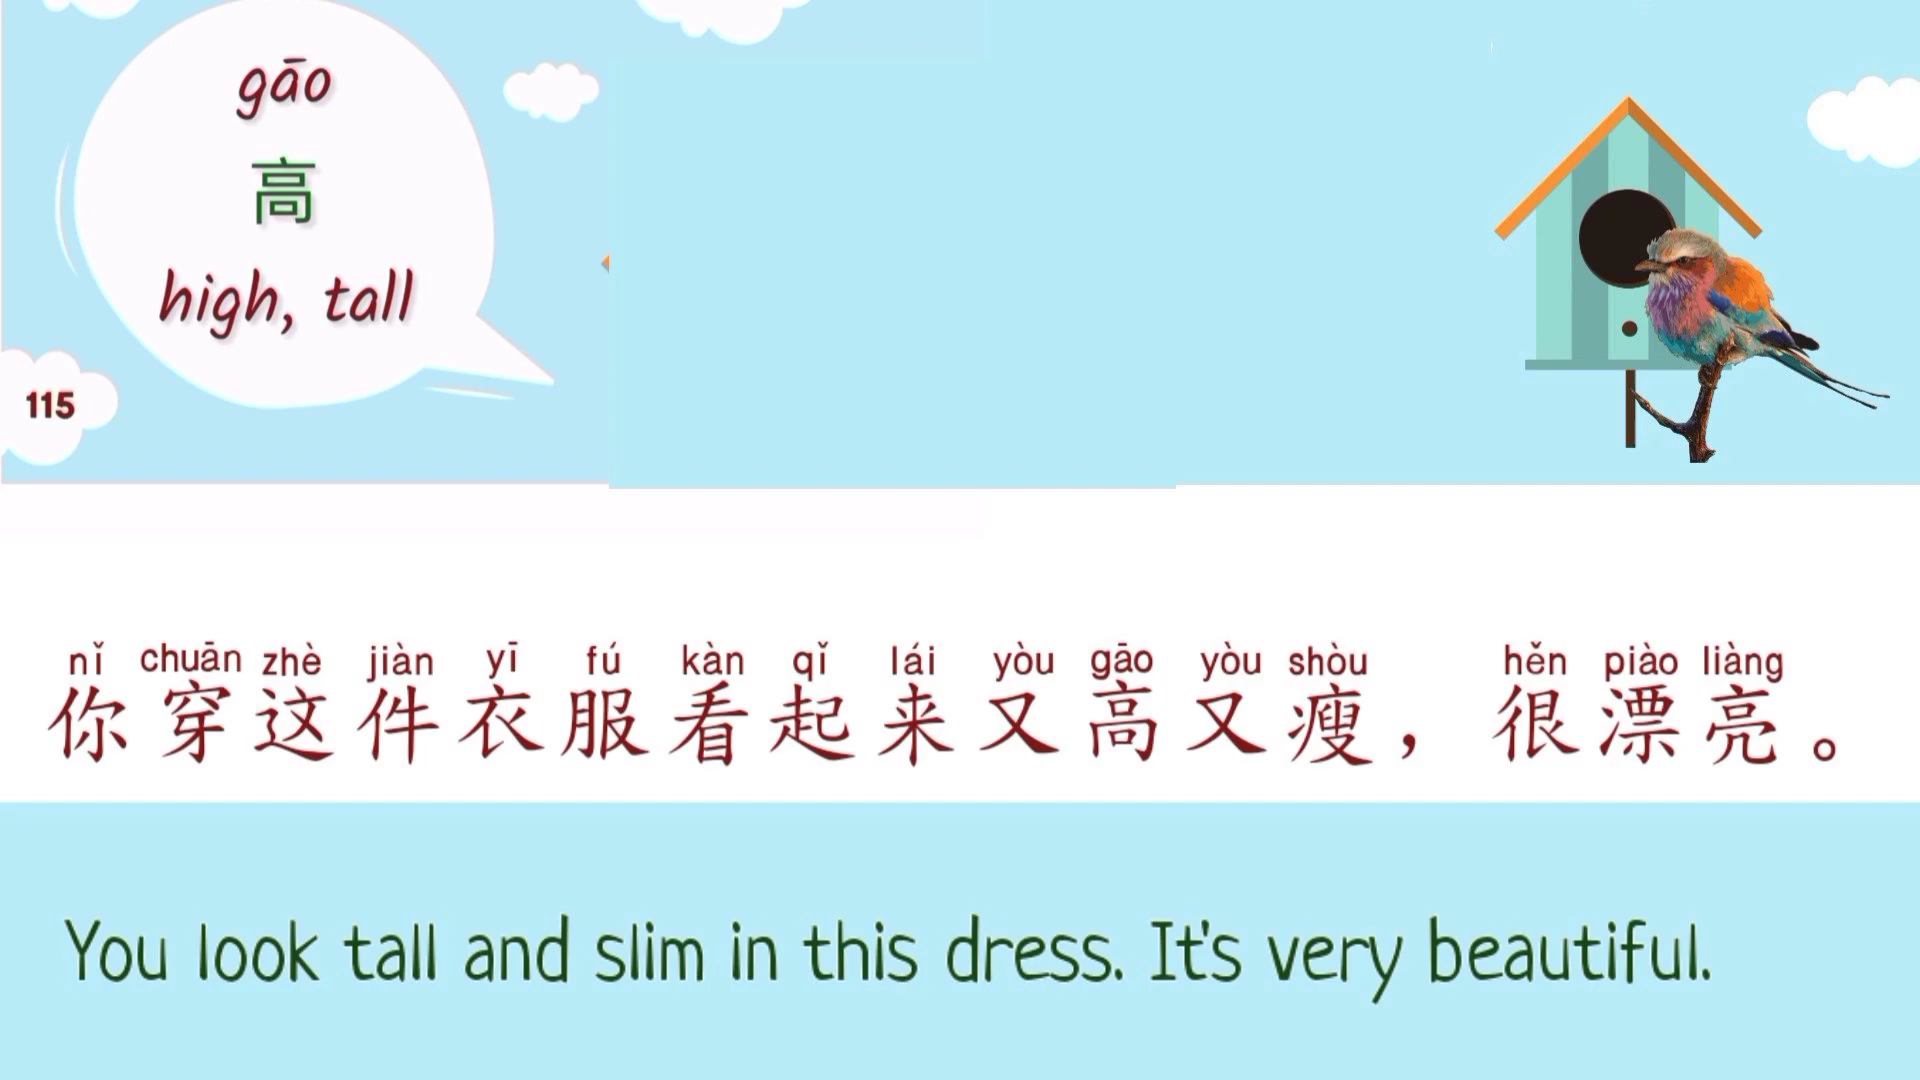 gāo
高
high, tall
115
nǐ chuān zhè jiàn yī fú kàn qǐ lái yòu gāo yòu shòu hěn piào liàng
你穿这件衣服看起来又高又瘦，很漂亮。
You look tall and slim in this dress. It's very beautiful.